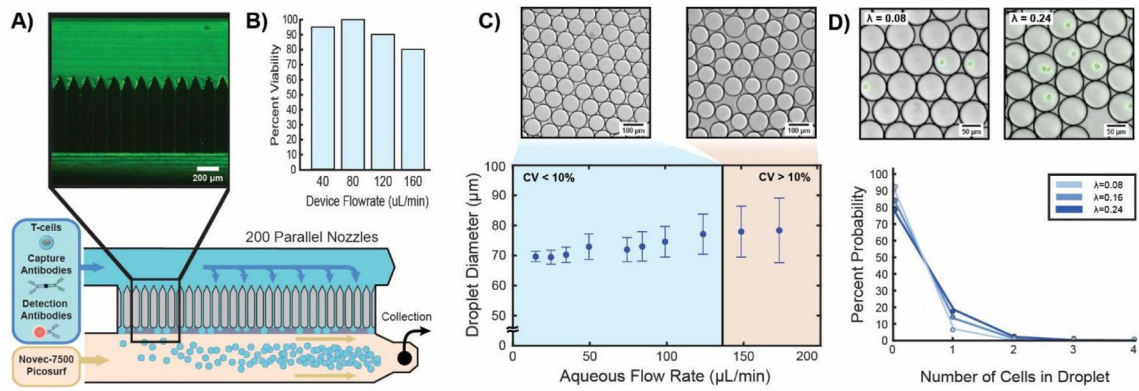 A)
200 μm
B)
Percent Viability
100
90
80
70
60
50
40
30
20
10
40 80 120 160
Device Flowrate (uL/min)
T-cells
Capture
Antibodies
Detection
Antibodies
Novec-7500
Picosurf
200 Parallel Nozzles
Collection
C)
100 μm
100 μm
CV < 10%
CV > 10%
Droplet Diameter (μm)
100
90
80
70
60
50
0 50 100 150 200
Aqueous Flow Rate (μL/min)
D)
λ = 0.08
50 μm
λ = 0.24
50 μm
λ=0.08
λ=0.16
λ=0.24
Percent Probability
100
90
80
70
60
50
40
30
20
10
0
0 1 2 3 4
Number of Cells in Droplet